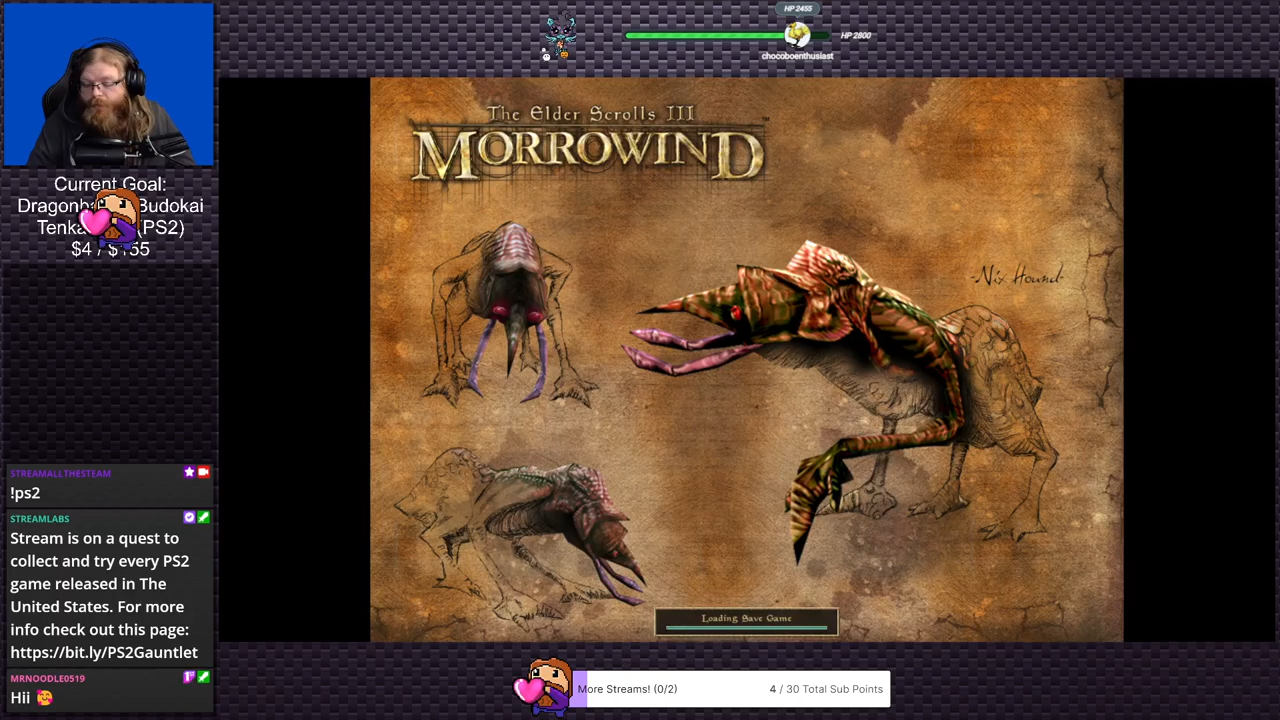 HP 2455
HP 2800
chocoboenthusiast
The Elder Scrolls III
MORROWIND
TM
-Nix Hound-
Current Goal:
Budokai
(PS2)
$4 /
STREAMALLTHESTEAM
!ps2
STREAMLABS
Stream is on a quest to
collect and try every PS2
game released in The
United States. For more
info check out this page:
https://bit.ly/PS2Gauntlet
MRNOODLE0519
Hii 🥰
Loading Save Game
More Streams! (0/2)
4 / 30 Total Sub Points